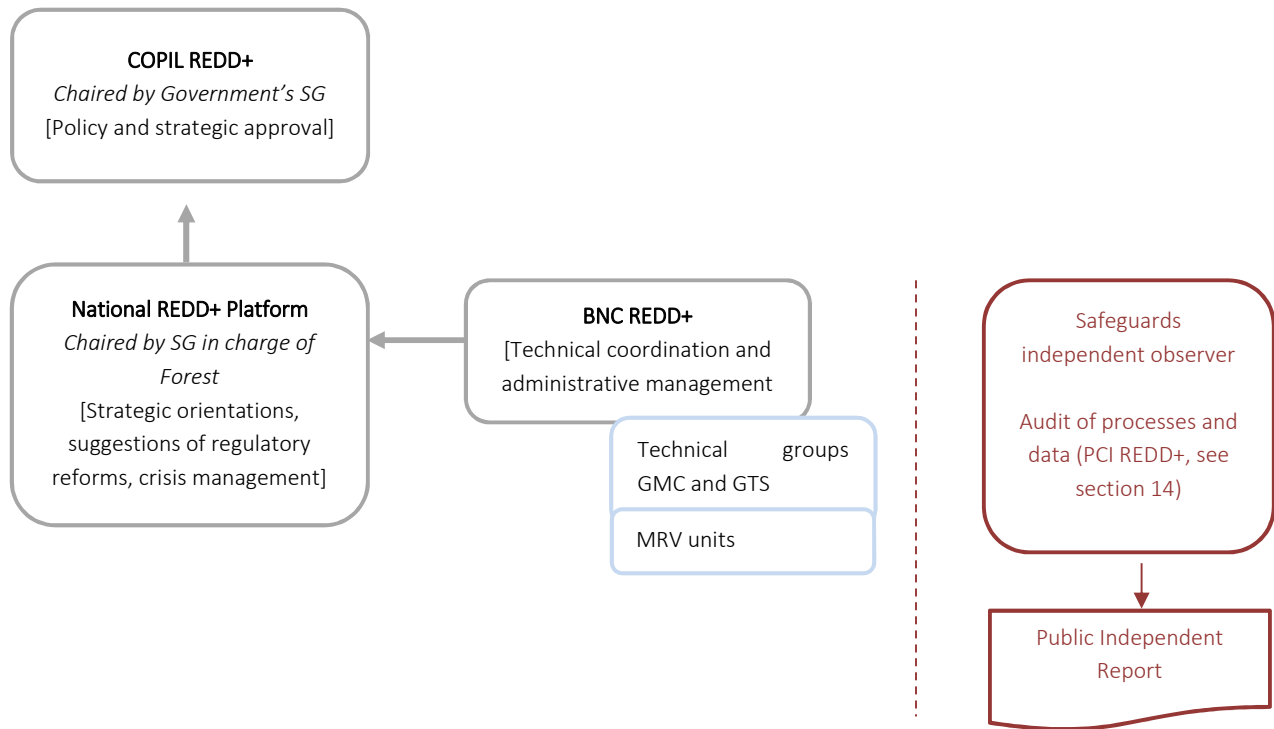 COPIL REDD+
Chaired by Government's SG
[Policy and strategic approval]
National REDD+ Platform
Chaired by SG in charge of
Forest
[Strategic orientations,
suggestions of regulatory
reforms, crisis management]
BNC REDD+
[Technical coordination and
administrative management
Technical groups
GMC and GTS
MRV units
Safeguards
independent observer
Audit of processes and
data (PCI REDD+, see
section 14)
Public Independent
Report